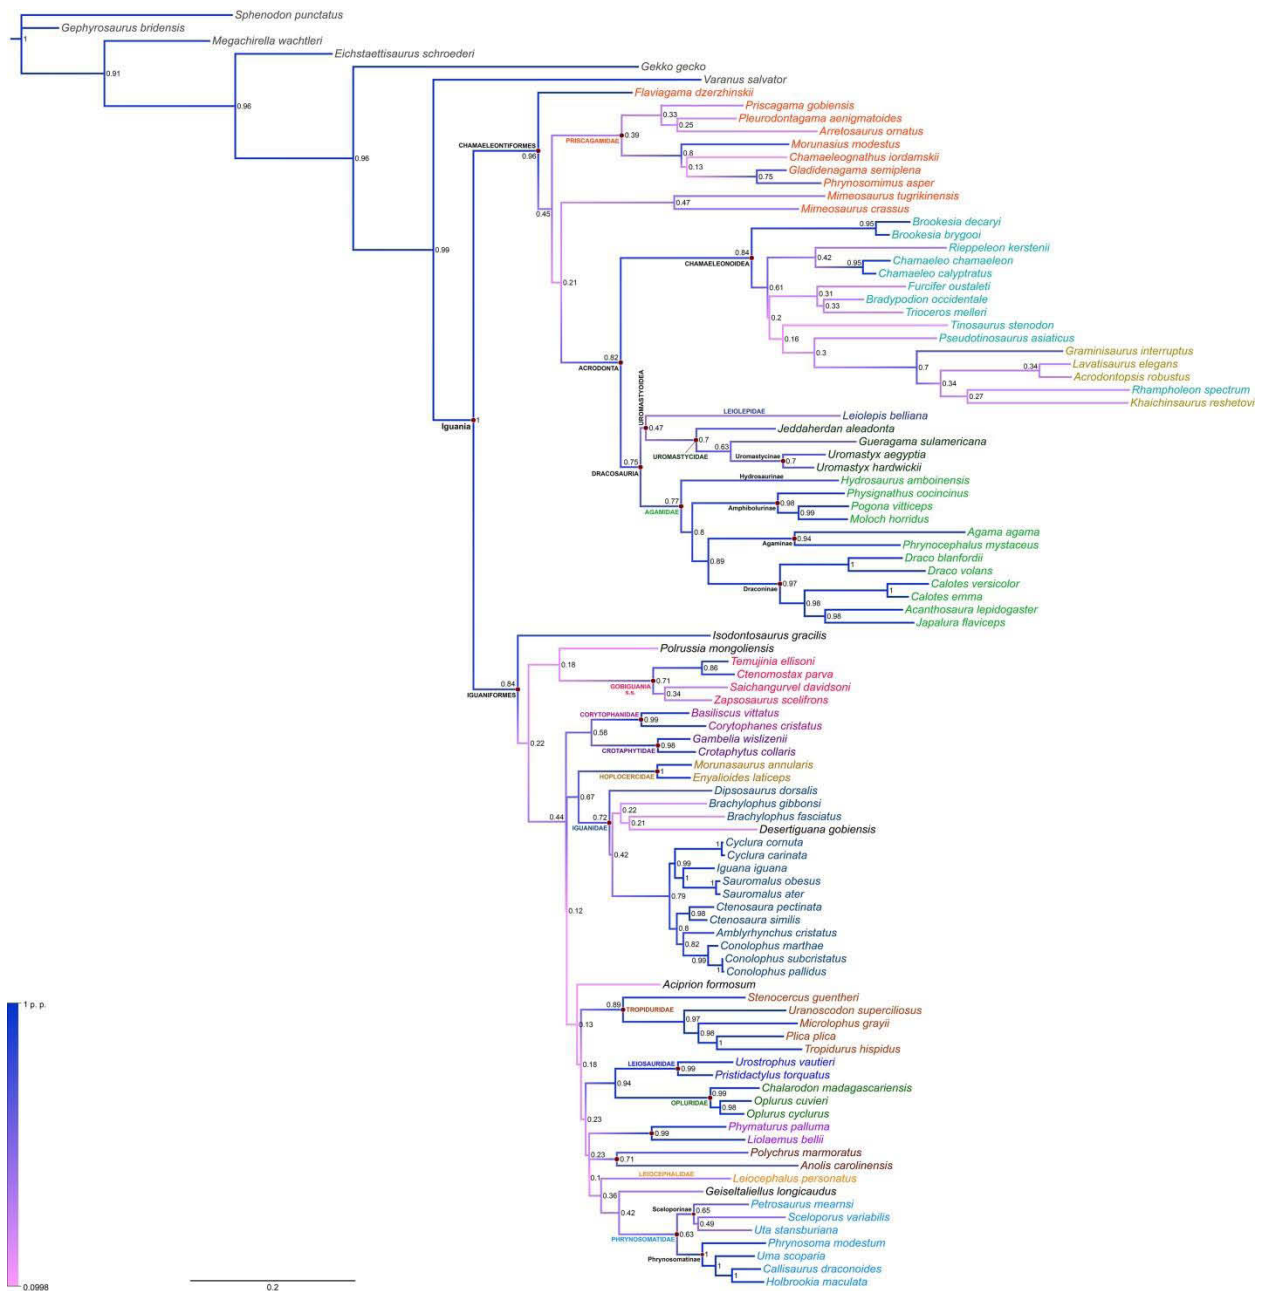 Sphenodon punctatus
Gephyrosaurus bridensis
1
Megachirella wachtleri
Eichstaettisaurus schroederi
Gekko gecko
0.91
Varanus salvator
Flaviagama dzerzhinskii
0.96
Priscagama gobiensis
0.33
Pleurodontagama aenigmatoides
0.25
Arretosaurus ornatus
PRISCAGAMIDAE
0.39
CHAMAELEONTIFORMES
Morunasius modestus
0.8
0.96
0.96
Chamaeleognathus iordamskii
0.13
Gladidenagama semiplena
0.75
Phrynosomimus asper
Mimeosaurus tugrikinensis
0.47
Mimeosaurus crassus
0.45
Brookesia decaryi
0.95
Brookesia brygooi
0.99
Rieppeleon kerstenii
0.84
0.42
CHAMAELEONOIDEA
Chamaeleo chamaeleon
0.95
Chamaeleo calyptratus
0.21
0.61
Furcifer oustaleti
0.31
Bradypodion occidentale
0.33
Trioceros melleri
0.2
Tinosaurus stenodon
0.16
Pseudotinosaurus asiaticus
0.3
Graminisaurus interruptus
0.82
ACRODONTA
0.7
Lavatisaurus elegans
0.34
Acrodontopsis robustus
0.34
Rhampholeon spectrum
0.27
Khaichinsaurus reshetovi
UROMASTYOIDEA
LEIOLEPIDAE
Leiolepis belliana
1
Iguania
0.47
Jeddaherdan aleadonta
0.7
Gueragama sulamericana
0.63
UROMASTYCIDAE
Uromastycinae
Uromastyx aegyptia
0.7
Uromastyx hardwickii
0.75
DRACOSAURIA
Hydrosaurinae
Hydrosaurus amboinensis
0.77
AGAMIDAE
Physignathus cocincinus
0.98
Amphibolurinae
Pogona vitticeps
0.99
Moloch horridus
0.8
Agama agama
0.94
Agaminae
Phrynocephalus mystaceus
0.89
Draco blanfordii
1
Draco volans
0.97
Draconinae
Calotes versicolor
1
Calotes emma
0.98
Acanthosaura lepidogaster
0.98
Japalura flaviceps
Isodontosaurus gracilis
Polrussia mongoliensis
0.18
Temujinia ellisoni
0.86
Ctenomostax parva
0.84
IGUANIFORMES
0.71
GOBIGUANIA
s.s.
Saichangurvel davidsoni
0.34
Zapsosaurus scelifrons
CORYTOPHANIDAE
Basiliscus vittatus
0.99
Corytophanes cristatus
0.58
Gambelia wislizenii
0.98
CROTAPHYTIDAE
Crotaphytus collaris
0.22
Morunasaurus annularis
1
HOPLOCERCIDAE
Enyalioides laticeps
Dipsosaurus dorsalis
0.67
Brachylophus gibbonsi
0.22
Brachylophus fasciatus
0.44
0.72
IGUANIDAE
0.21
Desertiguana gobiensis
Cyclura cornuta
1
Cyclura carinata
0.42
0.99
Iguana iguana
1
Sauromalus obesus
1
Sauromalus ater
0.79
Ctenosaura pectinata
0.98
Ctenosaura similis
0.12
0.8
Amblyrhynchus cristatus
0.82
Conolophus marthae
0.99
Conolophus subcristatus
1
Conolophus pallidus
Aciprion formosum
Stenocercus guentheri
1 p. p.
0.89
TROPIDURIDAE
Uranoscodon superciliosus
0.97
Microlophus grayii
0.13
0.98
Plica plica
1
Tropidurus hispidus
LEIOSAURIDAE
Urostrophus vautieri
0.18
0.99
Pristidactylus torquatus
0.94
Chalarodon madagascariensis
0.99
OPLURIDAE
Oplurus cuvieri
0.98
Oplurus cyclurus
0.23
Phymaturus palluma
0.99
Liolaemus bellii
Polychrus marmoratus
0.23
0.71
Anolis carolinensis
LEIOCEPHALIDAE
Leiocephalus personatus
0.1
Geiseltaliellus longicaudus
0.36
Sceloporinae
Petrosaurus mearnsi
0.65
0.42
Sceloporus variabilis
0.49
Uta stansburiana
0.63
PHRYNOSOMATIDAE
Phrynosoma modestum
1
Phrynosomatinae
Uma scoparia
1
Callisaurus draconoides
1
Holbrookia maculata
0.0998
0.2